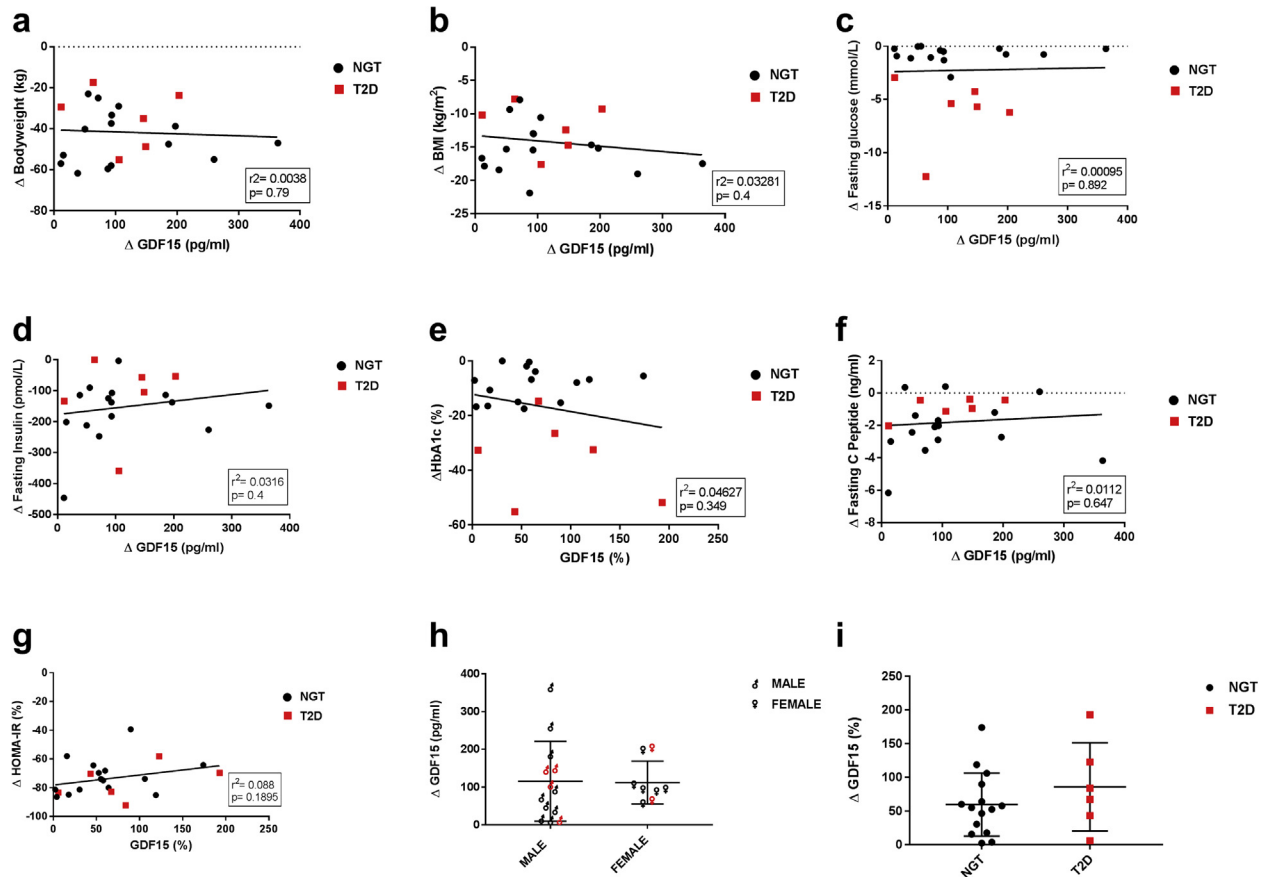 a
0
-20
-40
-60
-80
Δ Bodyweight (kg)
0 100 200 300 400
Δ GDF15 (pg/ml)
NGT
T2D
r2= 0.0038
p= 0.79
b
0
-5
-10
-15
-20
-25
Δ BMI (kg/m²)
0 100 200 300 400
Δ GDF15 (pg/ml)
NGT
T2D
r2= 0.03281
p= 0.4
c
0
-5
-10
-15
Δ Fasting glucose (mmol/L)
0 100 200 300 400
Δ GDF15 (pg/ml)
NGT
T2D
r²= 0.00095
p= 0.892
d
0
-100
-200
-300
-400
-500
Δ Fasting Insulin (pmol/L)
0 100 200 300 400
Δ GDF15 (pg/ml)
NGT
T2D
r²= 0.0316
p= 0.4
e
0
-20
-40
-60
ΔHbA1c (%)
0 50 100 150 200 250
GDF15 (%)
NGT
T2D
r²= 0.04627
p= 0.349
f
2
0
-2
-4
-6
-8
Δ Fasting C Peptide (ng/ml)
0 100 200 300 400
Δ GDF15 (pg/ml)
NGT
T2D
r²= 0.0112
p= 0.647
g
0
-20
-40
-60
-80
-100
Δ HOMA-IR (%)
0 50 100 150 200 250
GDF15 (%)
NGT
T2D
r²= 0.088
p= 0.1895
h
400
300
200
100
0
Δ GDF15 (pg/ml)
MALE
FEMALE
♂ MALE
♀ FEMALE
i
250
200
150
100
50
0
Δ GDF15 (%)
NGT
T2D
NGT
T2D